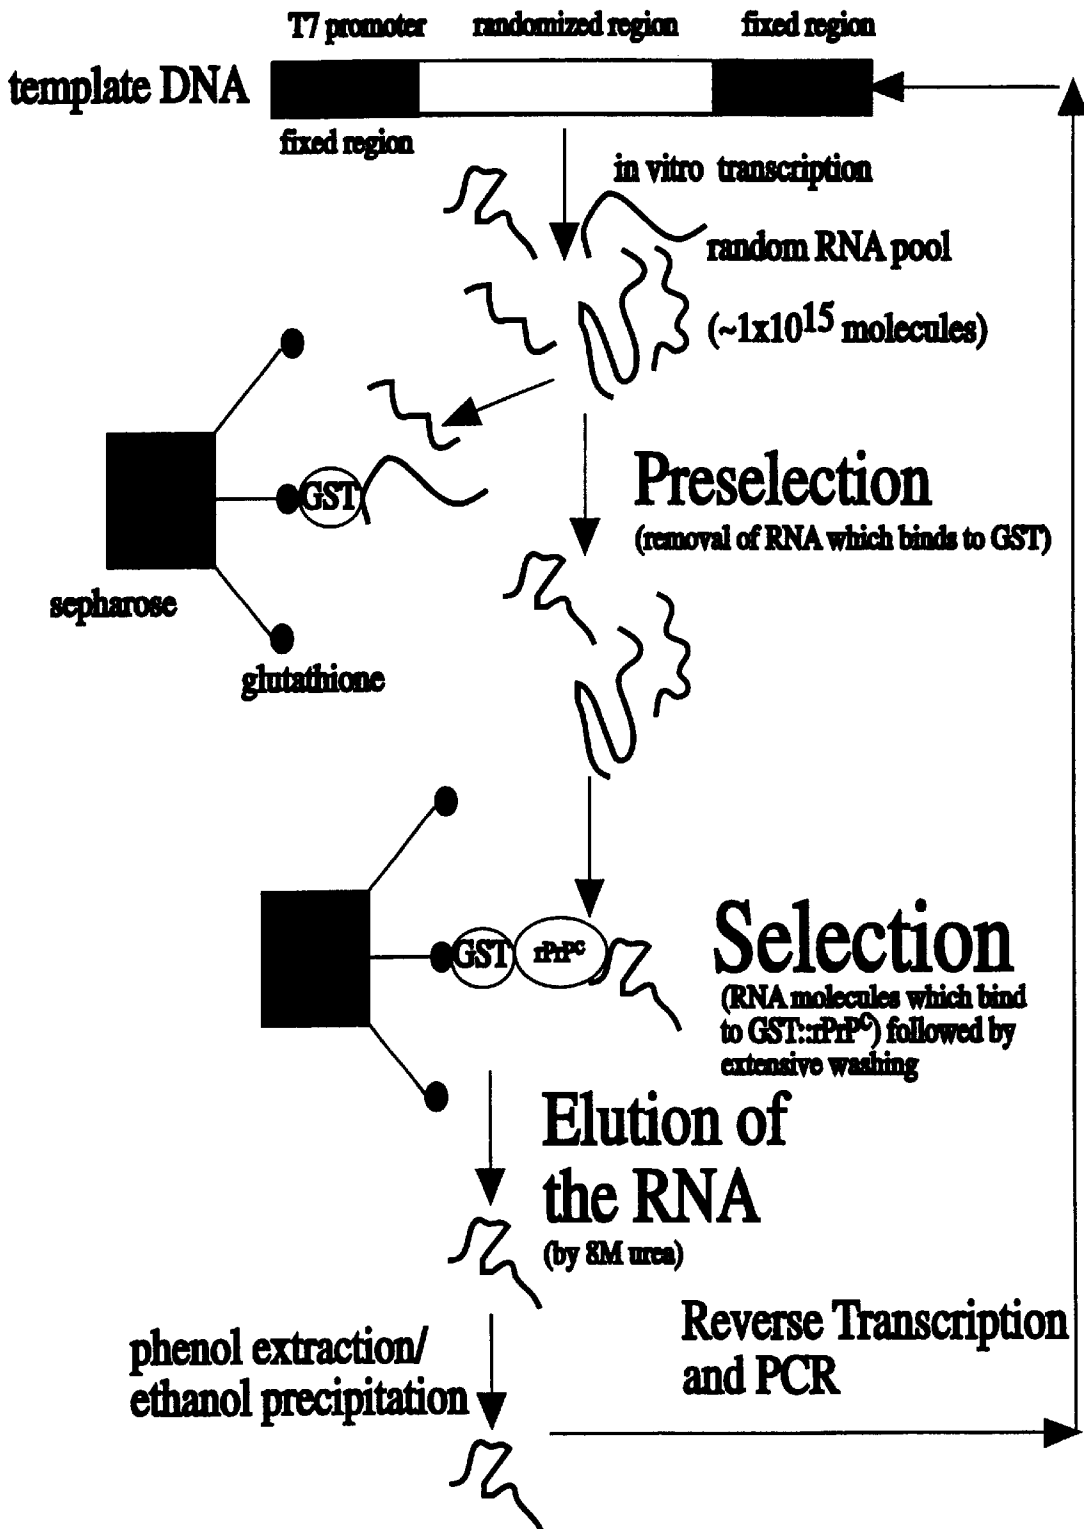 T7 promoter randomized region fixed region
template DNA
fixed region
in vitro transcription
random RNA pool
(~1x10^15 molecules)
GST
Preselection
(removal of RNA which binds to GST)
sepharose
glutathione
GST rPrP^C
Selection
(RNA molecules which bind
to GST::rPrP^C) followed by
extensive washing
Elution of
the RNA
(by 8M urea)
phenol extraction/
ethanol precipitation
Reverse Transcription
and PCR